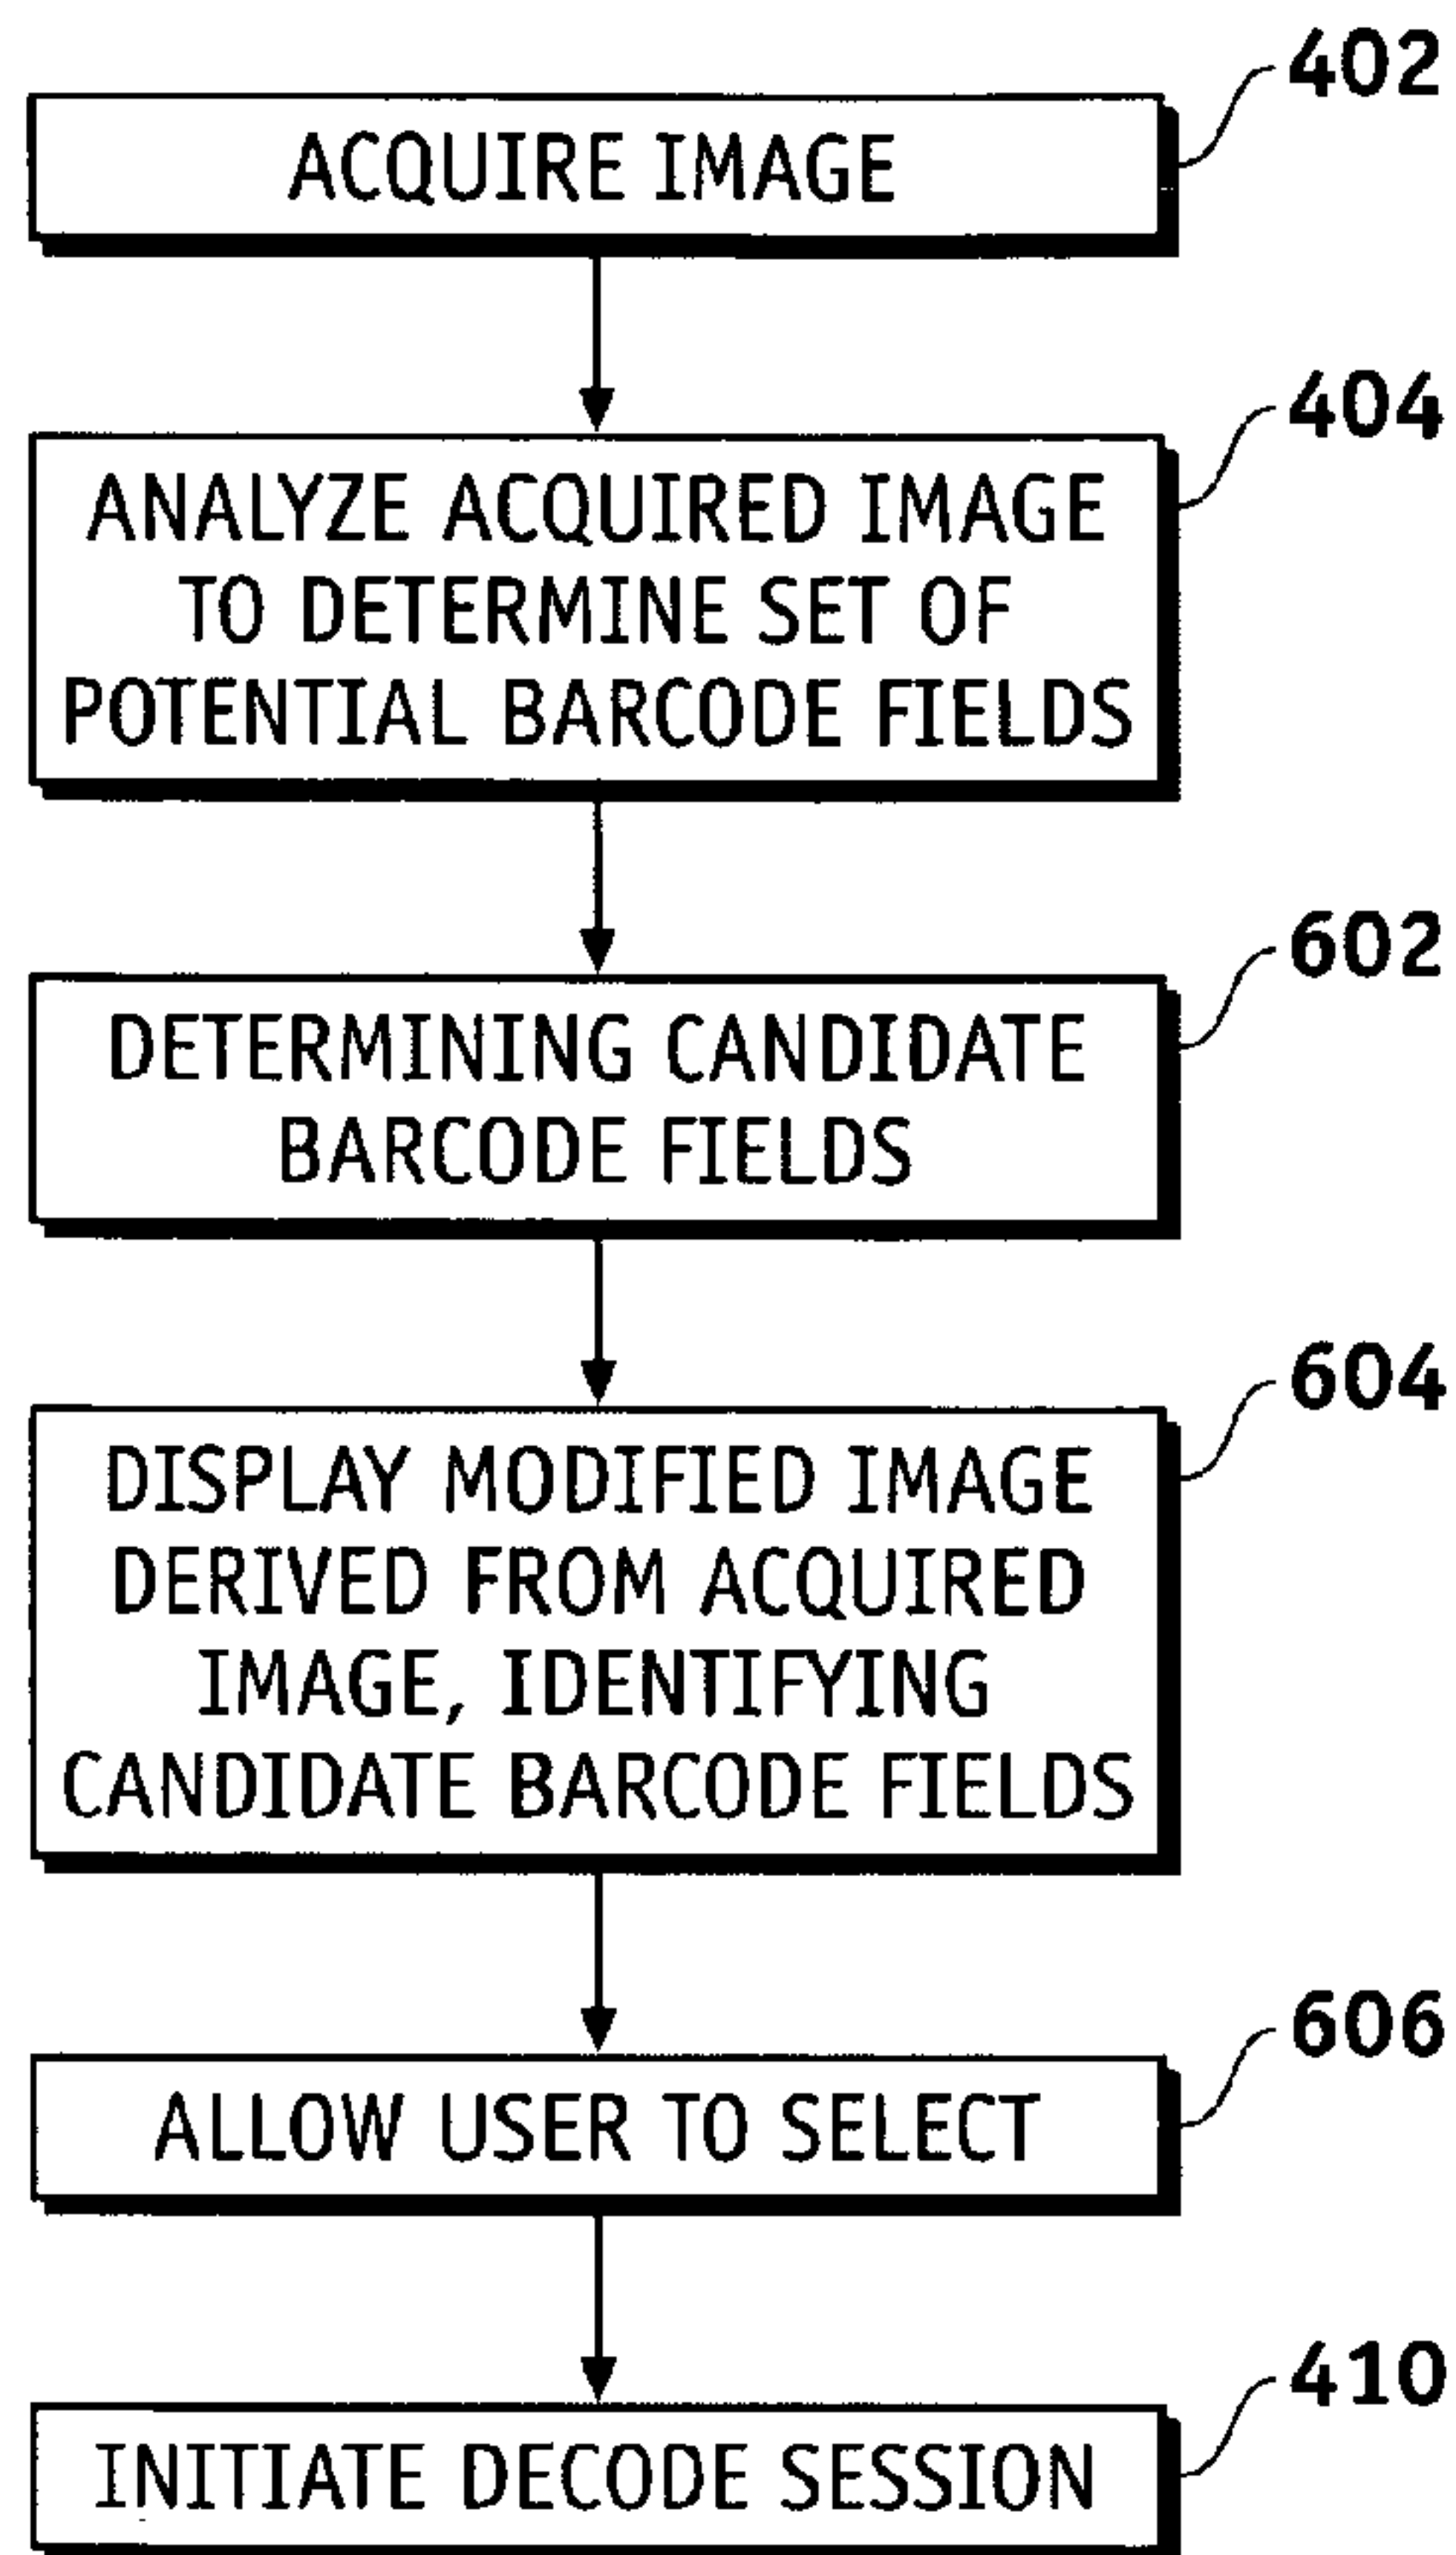 402
ACQUIRE IMAGE
404
ANALYZE ACQUIRED IMAGE
TO DETERMINE SET OF
POTENTIAL BARCODE FIELDS
602
DETERMINING CANDIDATE
BARCODE FIELDS
604
DISPLAY MODIFIED IMAGE
DERIVED FROM ACQUIRED
IMAGE, IDENTIFYING
CANDIDATE BARCODE FIELDS
606
ALLOW USER TO SELECT
410
INITIATE DECODE SESSION